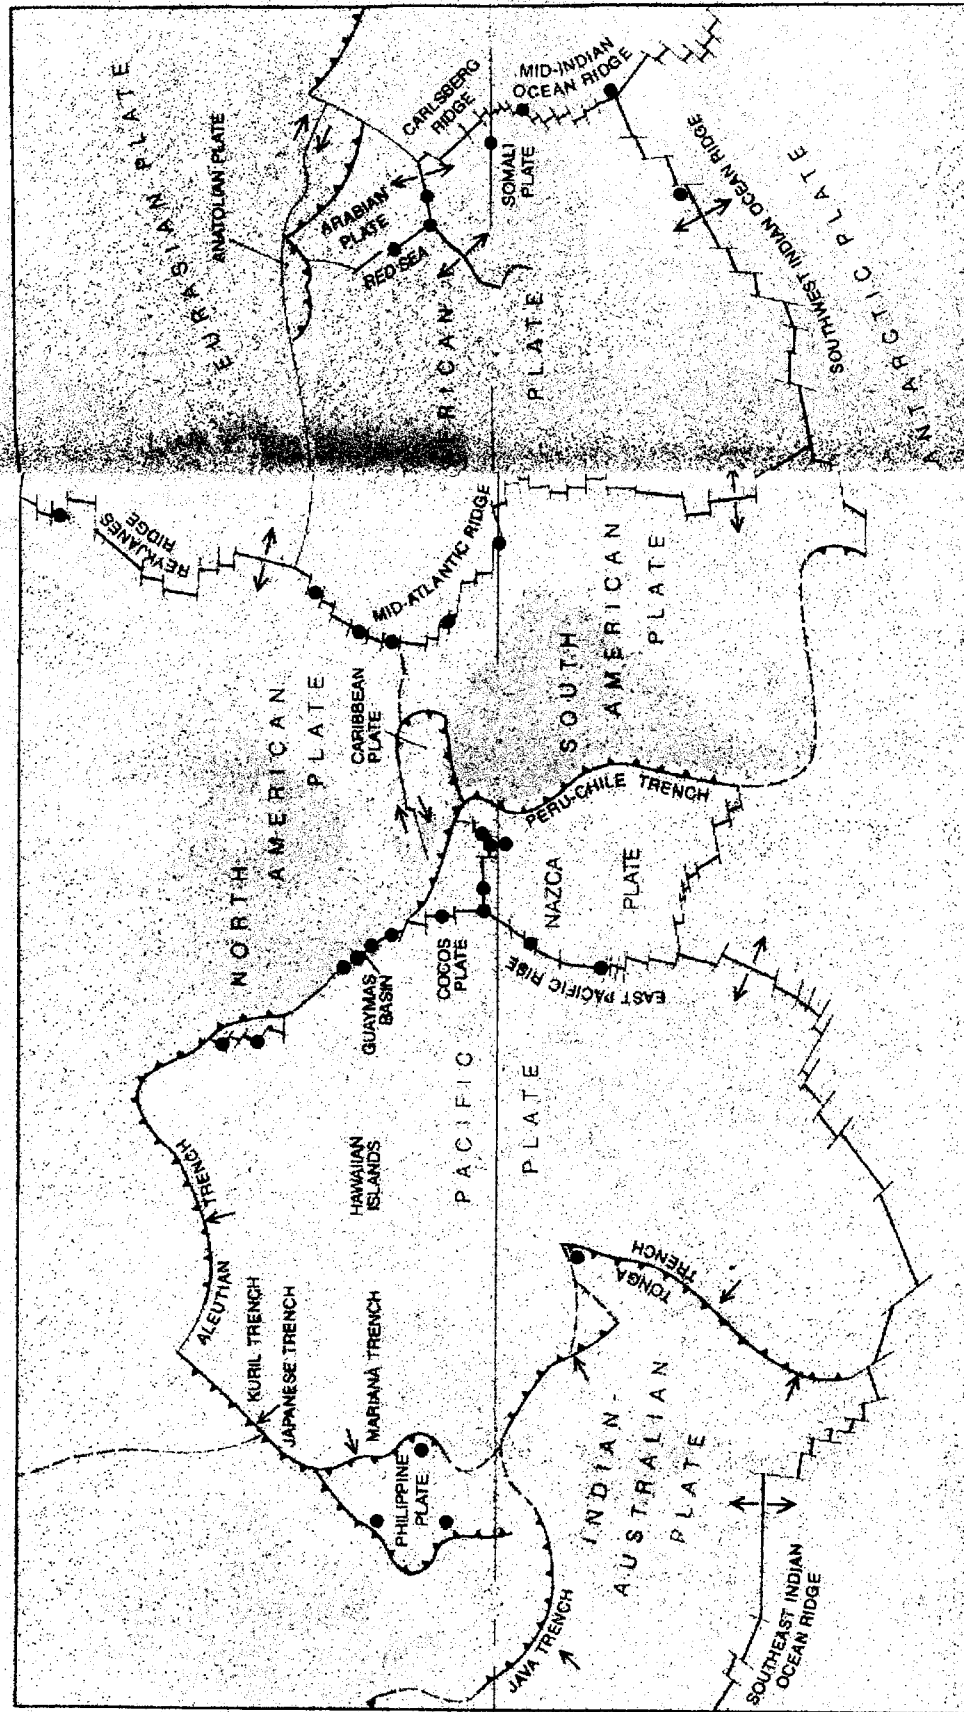 ALEUTIAN
TRENCH
KURIL TRENCH
JAPANESE TRENCH
MARIANA TRENCH
PHILIPPINE
PLATE
JAVA TRENCH
INDIAN-
AUSTRALIAN
PLATE
SOUTHEAST INDIAN
OCEAN RIDGE
TONGA
TRENCH
HAWAIIAN
ISLANDS
PACIFIC
PLATE
NORTH
AMERICAN
PLATE
GUAYMAS
BASIN
COCOS
PLATE
EAST PACIFIC RISE
NAZCA
PLATE
CARIBBEAN
PLATE
PERU-CHILE TRENCH
SOUTH
AMERICAN
PLATE
REYKJANES
RIDGE
MID-ATLANTIC RIDGE
EURASIAN PLATE
ANATOLIAN PLATE
ARABIAN
PLATE
RED SEA
RICAN
PLATE
CARLSBERG
RIDGE
SOMALI
PLATE
MID-INDIAN
OCEAN RIDGE
SOUTHWEST INDIAN OCEAN RIDGE
ANTARCTIC PLATE